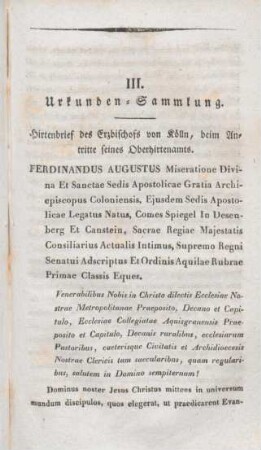 III.
Urkunden-Sammlung.
Hirtenbrief des Erzbischofs von Kölln, beim An-
tritte seines Oberhirtenamts.
FERDINANDUS AUGUSTUS Miseratione Divi-
na Et Sanctae Sedis Apostolicae Gratia Archi-
episcopus Coloniensis, Ejusdem Sedis Aposto-
licae Legatus Natus, Comes Spiegel In Desen-
berg Et Canstein, Sacrae Regiae Majestatis
Consiliarius Actualis Intimus, Supremo Regni
Senatui Adscriptus Et Ordinis Aquilae Rubrae
Primae Classis Eques.
Venerabilibus Nobis in Christo dilectis Ecclesiae No-
strae Metropolitanae Praeposito, Decano et Capi-
tulo, Ecclesiae Collegiatae Aquisgranensis Prae-
posito et Capitulo, Decanis ruralibus, ecclesiarum
Pastoribus, caeterisque Civitatis et Archidioecesis
Nostrae Clericis tam saecularibus, quam regulari-
bus, salutem in Domino sempiternam!
Dominus noster Jesus Christus mittens in universum
mundum discipulos, quos elegerat, ut praedicarent Evan-